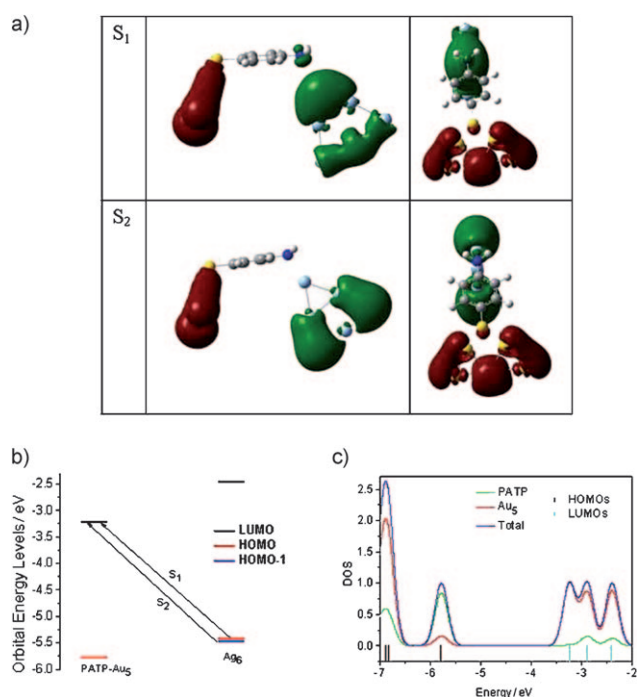 a)
S1
S2
b)
Orbital Energy Levels / eV
-2.5
-3.0
-3.5
-4.0
-4.5
-5.0
-5.5
-6.0
LUMO
HOMO
HOMO-1
S1
S2
PATP-Au5
Ag6
c)
DOS
2.5
2.0
1.5
1.0
0.5
0.0
PATP
Au5
Total
HOMOs
LUMOs
-7 -6 -5 -4 -3 -2
Energy / eV